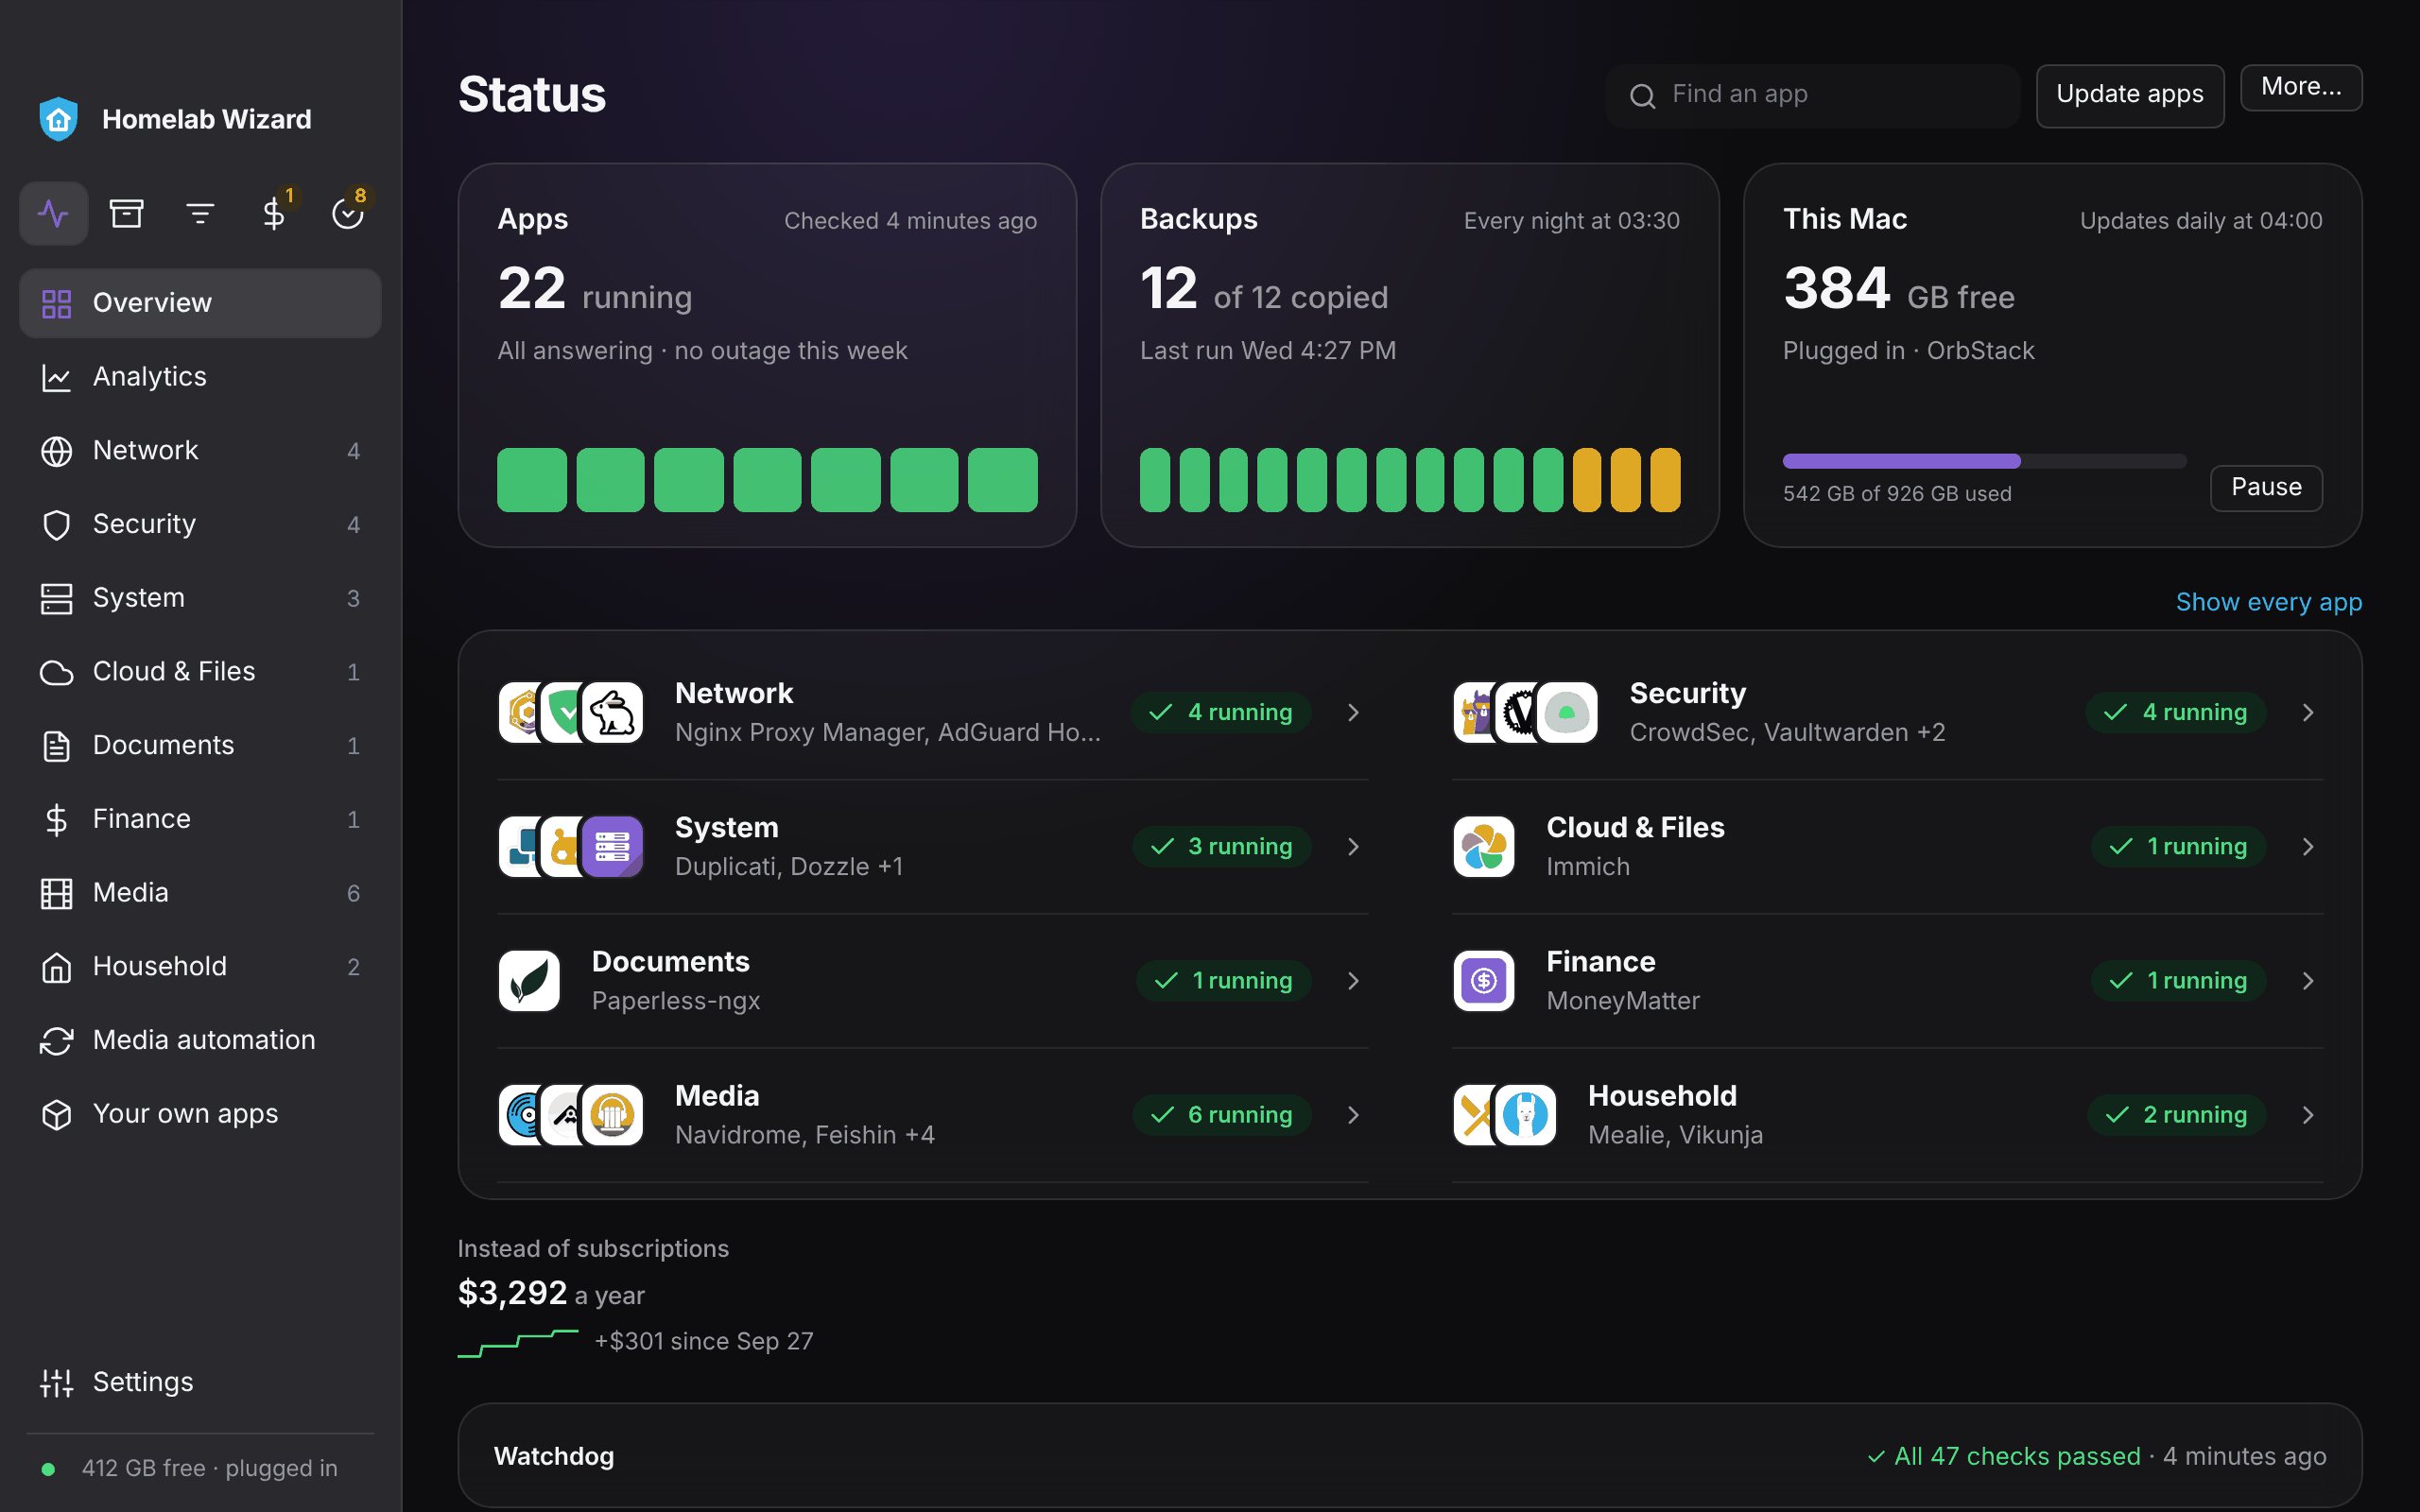 Homelab Wizard
1
8
Overview
Analytics
Network 4
Security 4
System 3
Cloud & Files 1
Documents 1
Finance 1
Media 6
Household 2
Media automation
Your own apps
Settings
412 GB free · plugged in
Status
Find an app
Update apps
More...
Apps
Checked 4 minutes ago
22 running
All answering · no outage this week
Backups
Every night at 03:30
12 of 12 copied
Last run Wed 4:27 PM
This Mac
Updates daily at 04:00
384 GB free
Plugged in · OrbStack
542 GB of 926 GB used
Pause
Show every app
Network
Nginx Proxy Manager, AdGuard Ho...
4 running
Security
CrowdSec, Vaultwarden +2
4 running
System
Duplicati, Dozzle +1
3 running
Cloud & Files
Immich
1 running
Documents
Paperless-ngx
1 running
Finance
MoneyMatter
1 running
Media
Navidrome, Feishin +4
6 running
Household
Mealie, Vikunja
2 running
Instead of subscriptions
$3,292 a year
+$301 since Sep 27
Watchdog
All 47 checks passed · 4 minutes ago